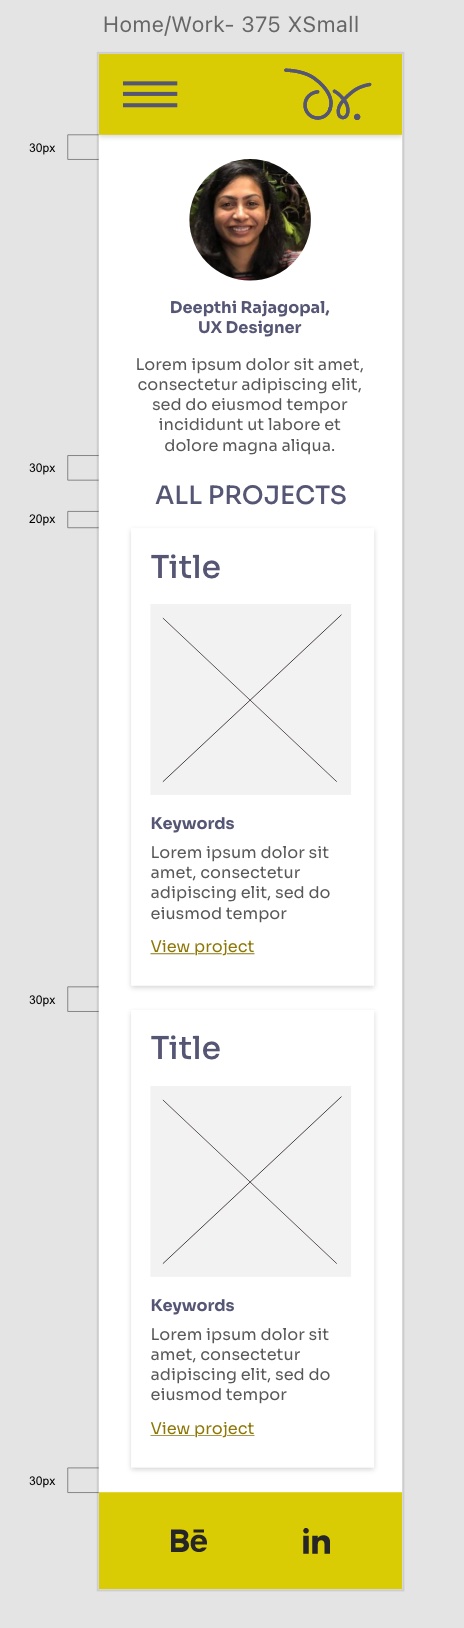 Home/Work- 375 XSmall
30px
Deepthi Rajagopal,
UX Designer
Lorem ipsum dolor sit amet,
consectetur adipiscing elit,
sed do eiusmod tempor
incididunt ut labore et
dolore magna aliqua.
30px
ALL PROJECTS
20px
Title
Keywords
Lorem ipsum dolor sit
amet, consectetur
adipiscing elit, sed do
eiusmod tempor
View project
30px
Title
Keywords
Lorem ipsum dolor sit
amet, consectetur
adipiscing elit, sed do
eiusmod tempor
View project
30px
Bē in